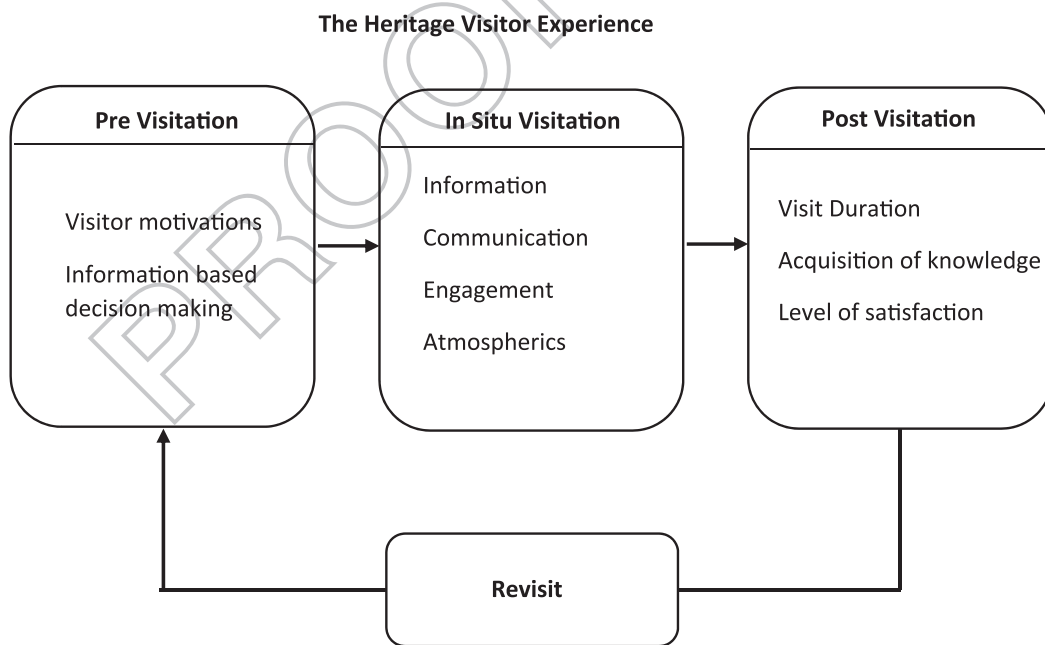 The Heritage Visitor Experience
Pre Visitation
Visitor motivations
Information based
decision making
In Situ Visitation
Information
Communication
Engagement
Atmospherics
Post Visitation
Visit Duration
Acquisition of knowledge
Level of satisfaction
Revisit
PROO